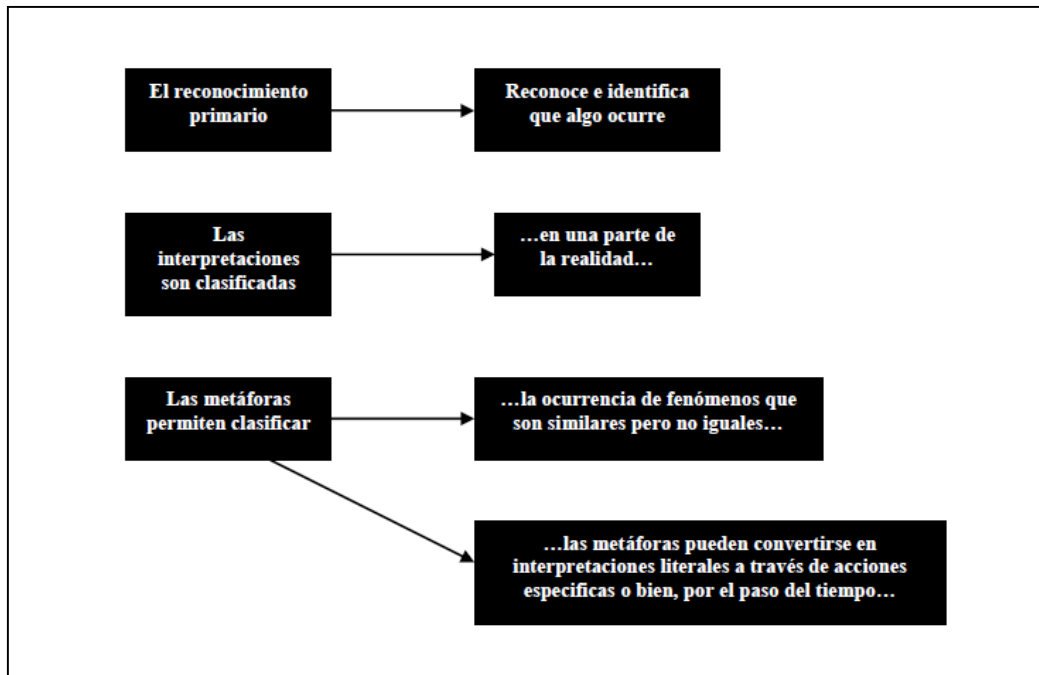 El reconocimiento
primario
Reconoce e identifica
que algo ocurre
Las
interpretaciones
son clasificadas
…en una parte de
la realidad…
Las metáforas
permiten clasificar
…la ocurrencia de fenómenos que
son similares pero no iguales…
…las metáforas pueden convertirse en
interpretaciones literales a través de acciones
especificas o bien, por el paso del tiempo…